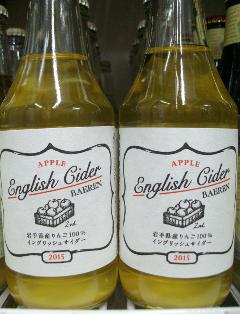 APPLE
English Cider
BAEREN
2nd.
岩手県産りんご100%
イングリッシュサイダー
2015
APPLE
English Cider
BAEREN
2nd.
岩手県産りんご100%
イングリッシュサイダー
2015